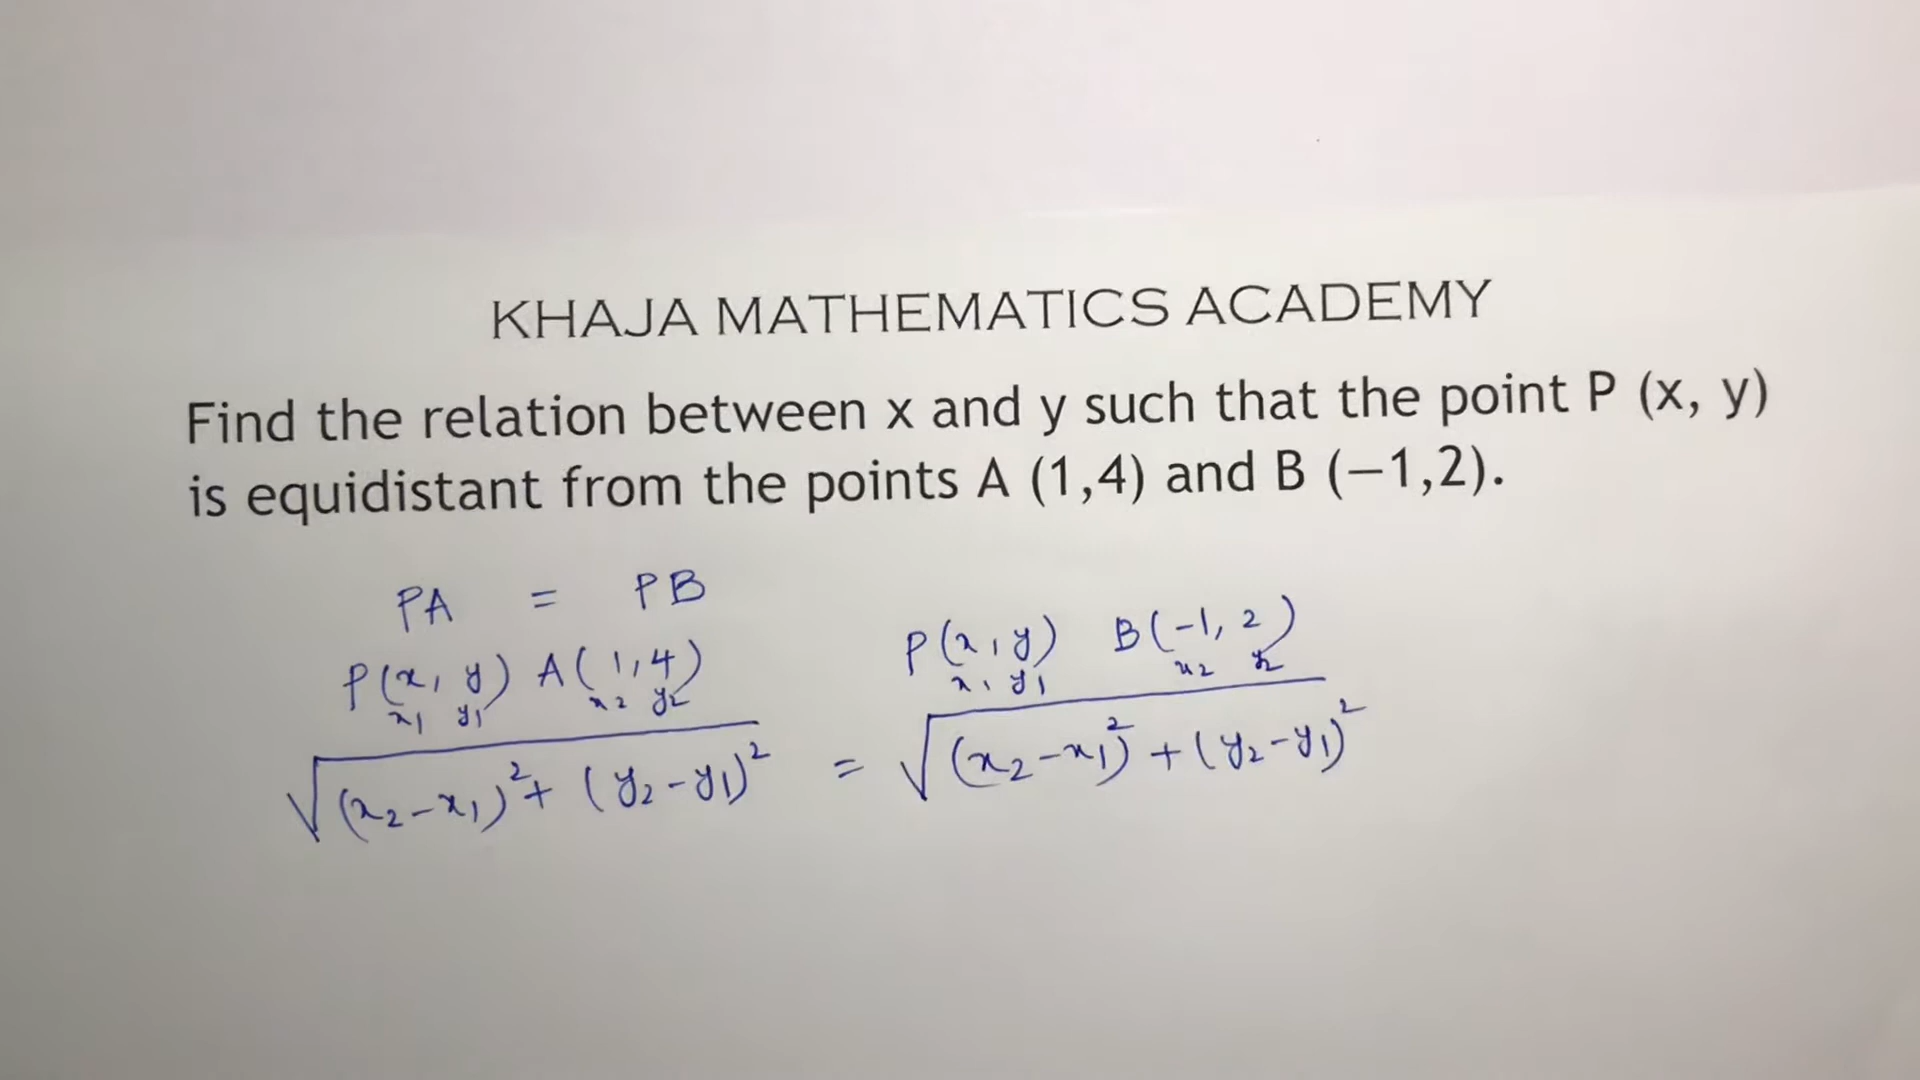 KHAJA MATHEMATICS ACADEMY
Find the relation between x and y such that the point P (x, y)
is equidistant from the points A (1,4) and B (−1,2).
PA = PB
P(x, y) A(1,4) P(x, y) B(-1, 2)
x₁ y₁ x₂ y₂ x₁ y₁ x₂ y₂
√(x₂-x₁)²+(y₂-y₁)² = √(x₂-x₁)²+(y₂-y₁)²